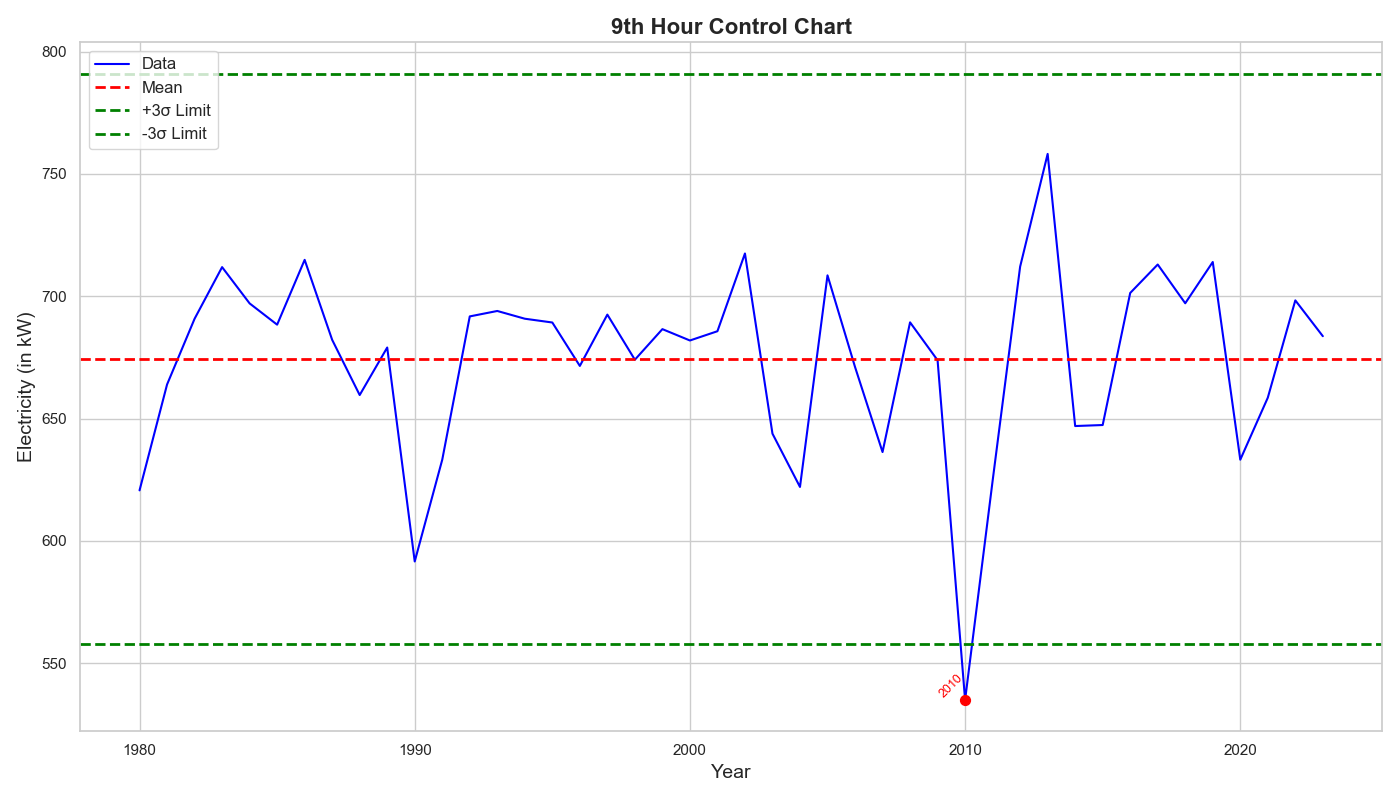 9th Hour Control Chart
Data
Mean
+3σ Limit
-3σ Limit
Electricity (in kW)
800
750
700
650
600
550
2010
1980
1990
2000
2010
2020
Year